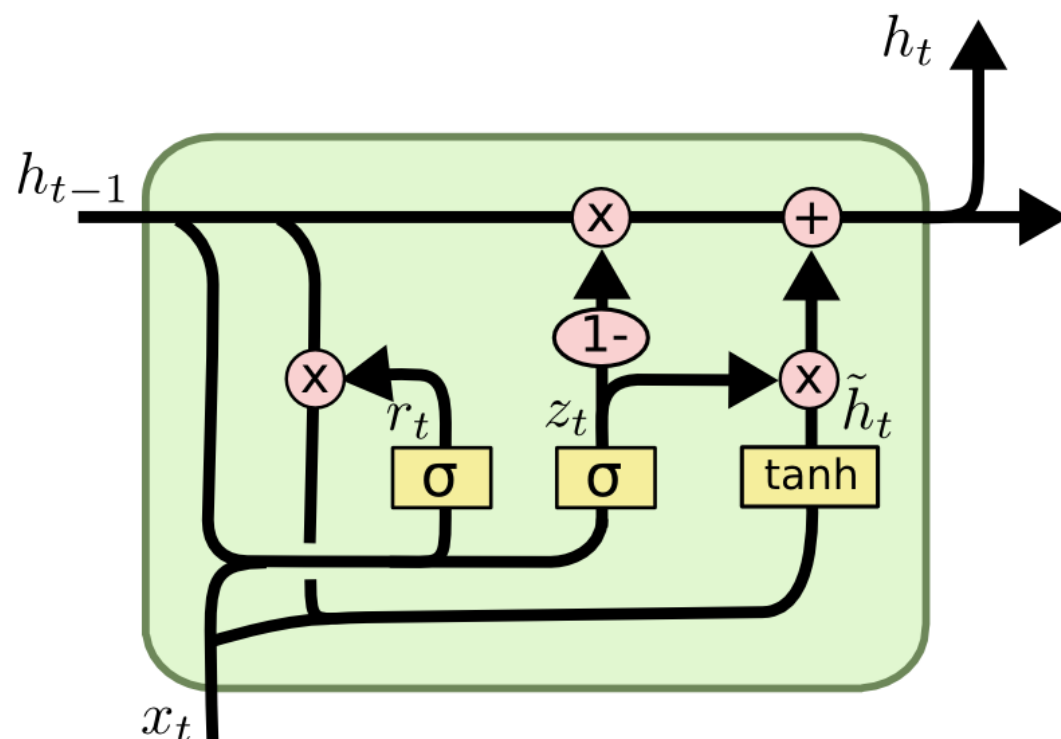 h_t
h_{t-1}
x +
1-
x x
r_t z_t h̃_t
σ σ tanh
x_t